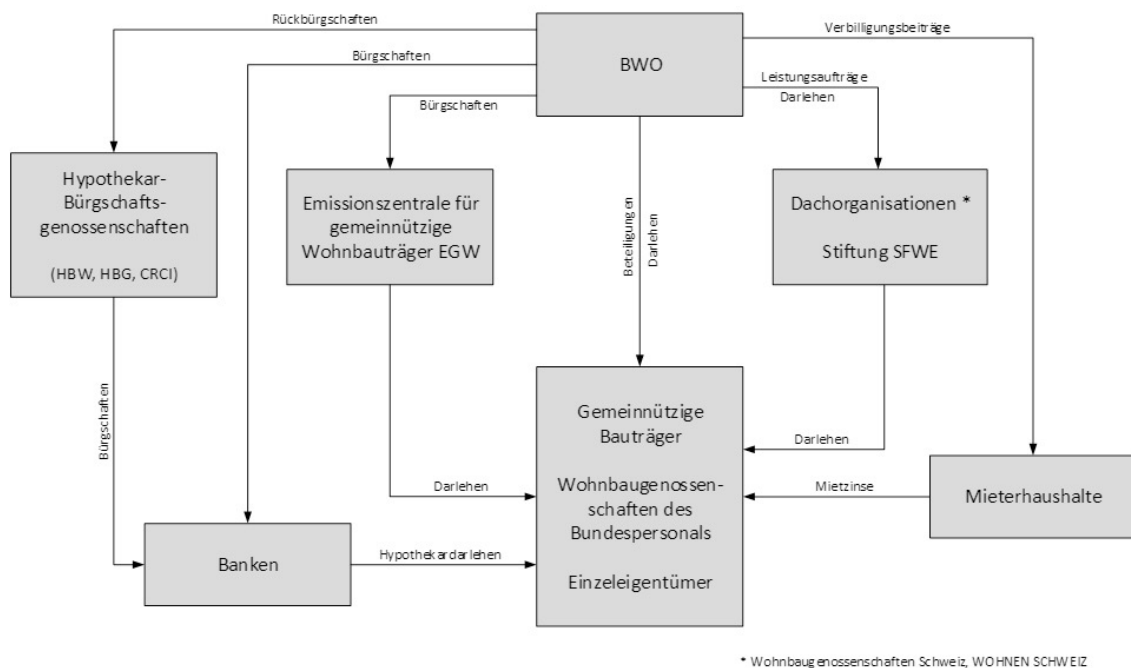 Rückbürgschaften
Verbilligungsbeiträge
Bürgschaften
BWO
Leistungsaufträge
Darlehen
Bürgschaften
Hypothekar-
Bürgschafts-
genossenschaften
(HBW, HBG, CRCI)
Emissionszentrale für
gemeinnützige
Wohnbauträger EGW
Beteiligungen
Darlehen
Dachorganisationen *
Stiftung SFWE
Bürgschaften
Gemeinnützige
Bauträger
Wohnbaugenossen-
schaften des
Bundespersonals
Einzeleigentümer
Darlehen
Darlehen
Mietzinse
Mieterhaushalte
Banken
Hypothekardarlehen
* Wohnbaugenossenschaften Schweiz, WOHNEN SCHWEIZ